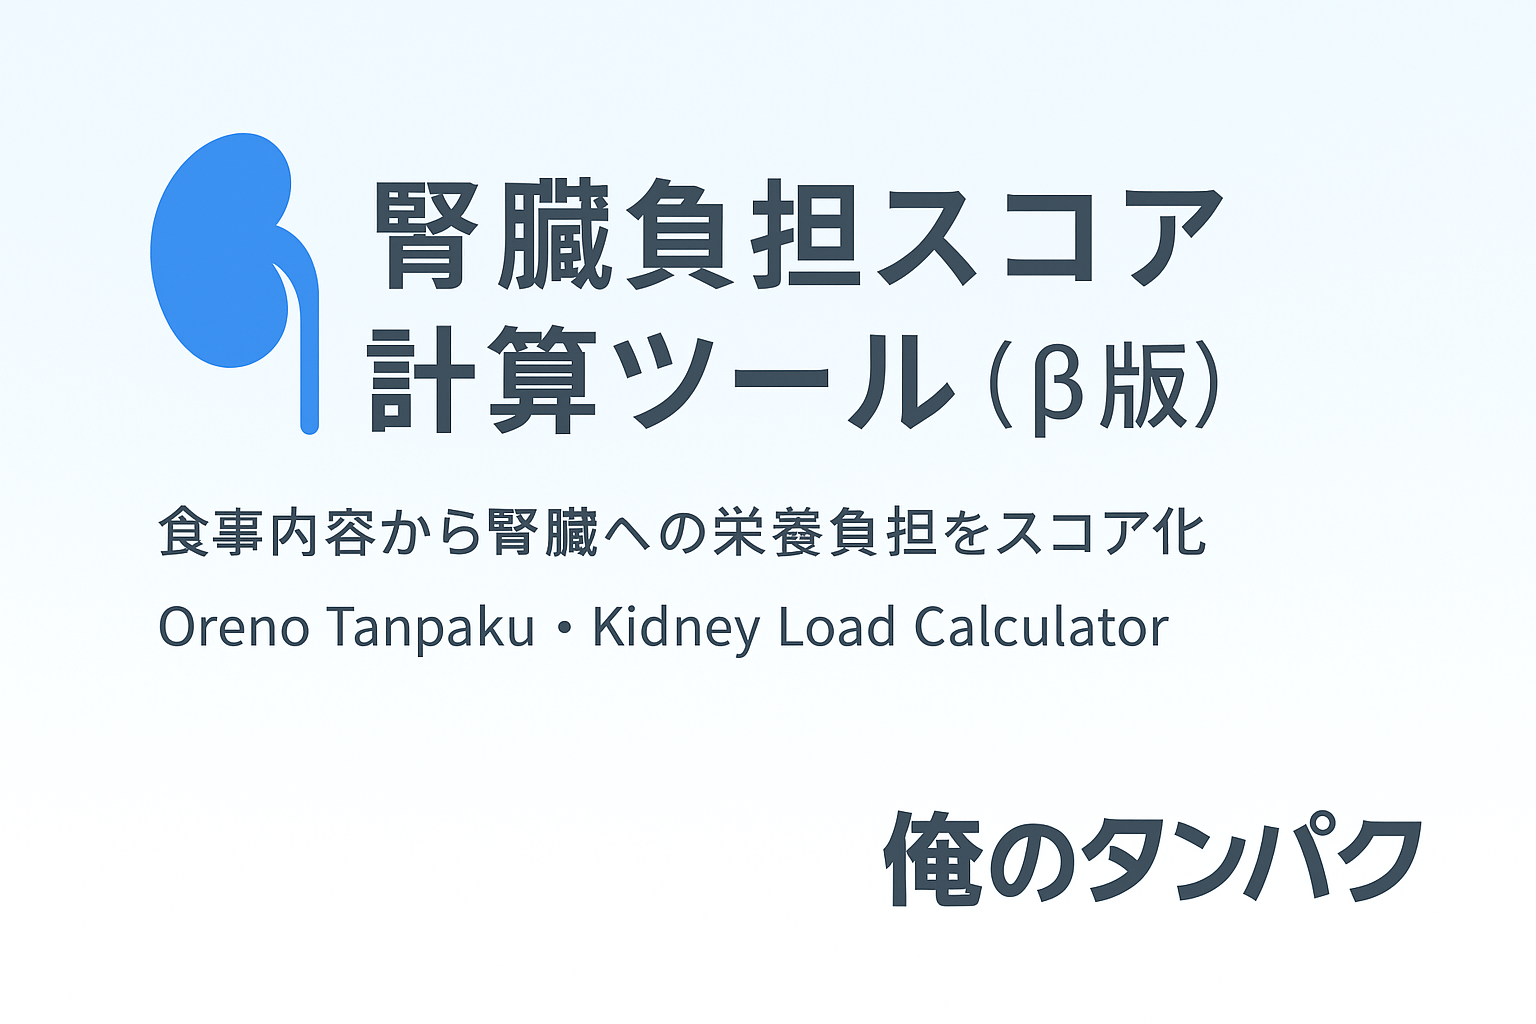 腎臓負担スコア
計算ツール（β版）
食事内容から腎臓への栄養負担をスコア化
Oreno Tanpaku・Kidney Load Calculator
俺のタンパク